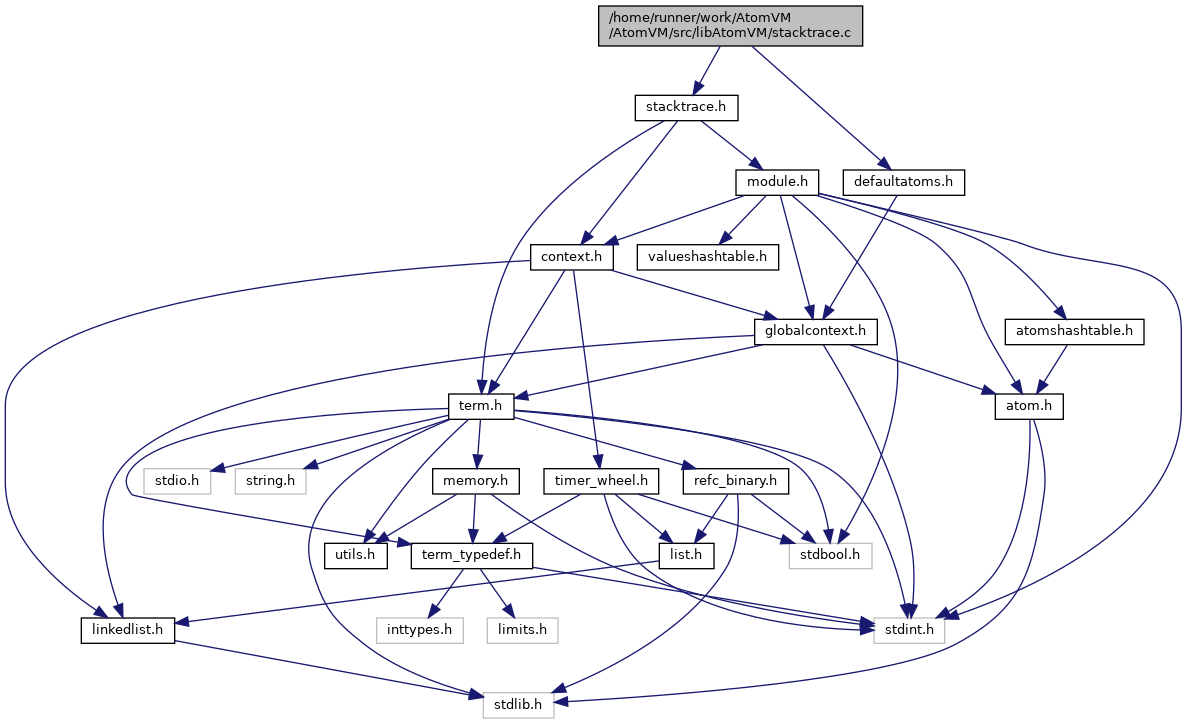 /home/runner/work/AtomVM
/AtomVM/src/libAtomVM/stacktrace.c
stacktrace.h
module.h
defaultatoms.h
context.h
valueshashtable.h
globalcontext.h
atomshashtable.h
term.h
atom.h
stdio.h
string.h
memory.h
timer_wheel.h
refc_binary.h
utils.h
term_typedef.h
list.h
stdbool.h
linkedlist.h
inttypes.h
limits.h
stdint.h
stdlib.h